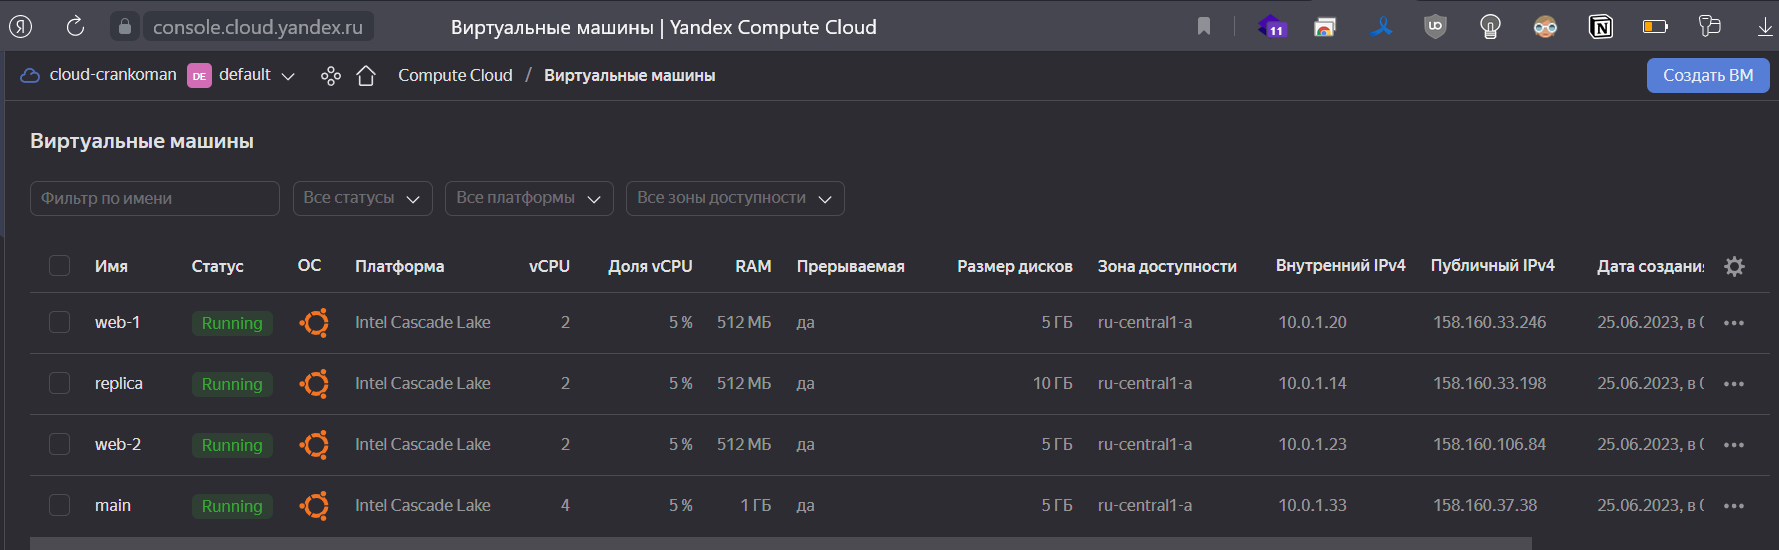 Я console.cloud.yandex.ru Виртуальные машины | Yandex Compute Cloud 11 UD N
cloud-crankoman DE default Compute Cloud / Виртуальные машины Создать ВМ
Виртуальные машины
Фильтр по имени Все статусы Все платформы Все зоны доступности
Имя Статус ОС Платформа vCPU Доля vCPU RAM Прерываемая Размер дисков Зона доступности Внутренний IPv4 Публичный IPv4 Дата создания
web-1 Running Intel Cascade Lake 2 5 % 512 МБ да 5 ГБ ru-central1-a 10.0.1.20 158.160.33.246 25.06.2023, в 0
replica Running Intel Cascade Lake 2 5 % 512 МБ да 10 ГБ ru-central1-a 10.0.1.14 158.160.33.198 25.06.2023, в 0
web-2 Running Intel Cascade Lake 2 5 % 512 МБ да 5 ГБ ru-central1-a 10.0.1.23 158.160.106.84 25.06.2023, в 0
main Running Intel Cascade Lake 4 5 % 1 ГБ да 5 ГБ ru-central1-a 10.0.1.33 158.160.37.38 25.06.2023, в 0